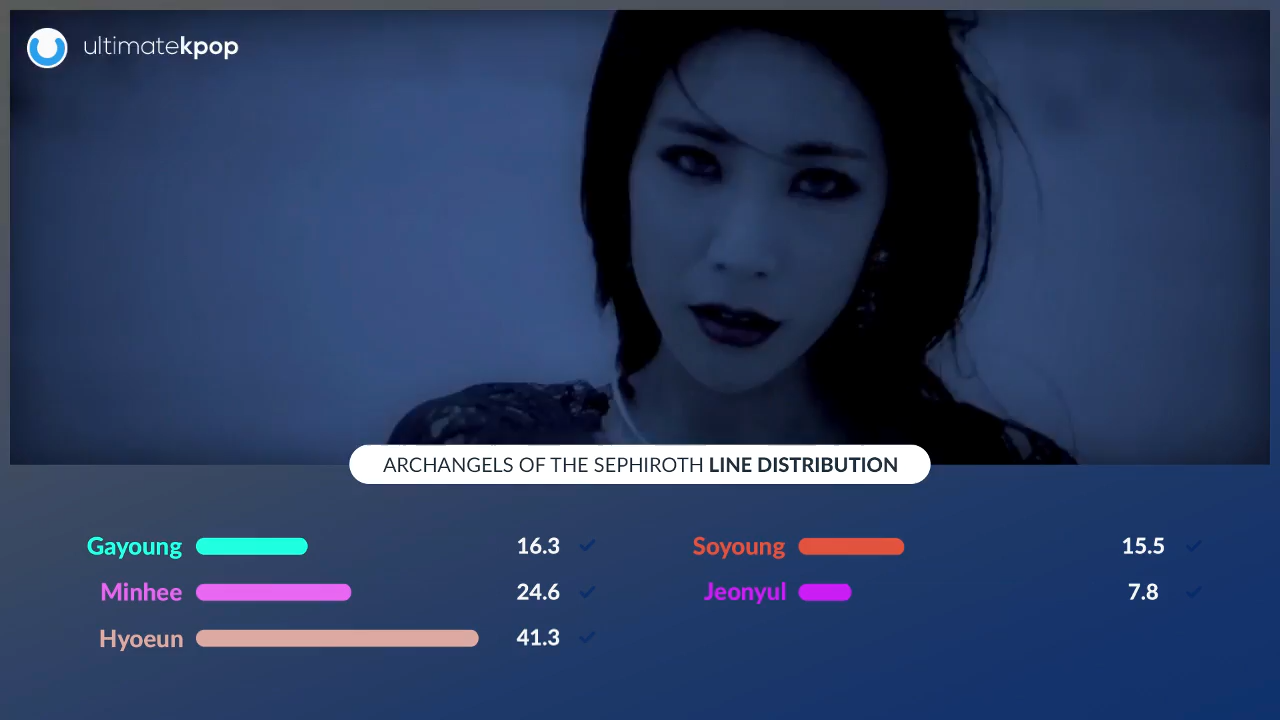 ultimatekpop
ARCHANGELS OF THE SEPHIROTH LINE DISTRIBUTION
Gayoung 16.3
Minhee 24.6
Hyoeun 41.3
Soyoung 15.5
Jeonyul 7.8